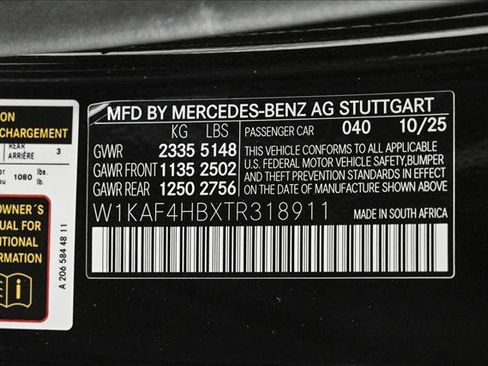 ON
CHARGEMENT
REAR
ARRIÈRE 3
1080 lbs.
OWNER´S
UAL FOR
ITIONAL
RMATION
A 206 584 48 11
MFD BY MERCEDES-BENZ AG STUTTGART
KG LBS PASSENGER CAR 040 10/25
GVWR 2335 5148
GAWR FRONT 1135 2502
GAWR REAR 1250 2756
THIS VEHICLE CONFORMS TO ALL APPLICABLE
U.S. FEDERAL MOTOR VEHICLE SAFETY,BUMPER
AND THEFT PREVENTION STANDARDS IN EFFECT
ON THE DATE OF MANUFACTURE SHOWN ABOVE.
W1KAF4HBXTR318911 MADE IN SOUTH AFRICA